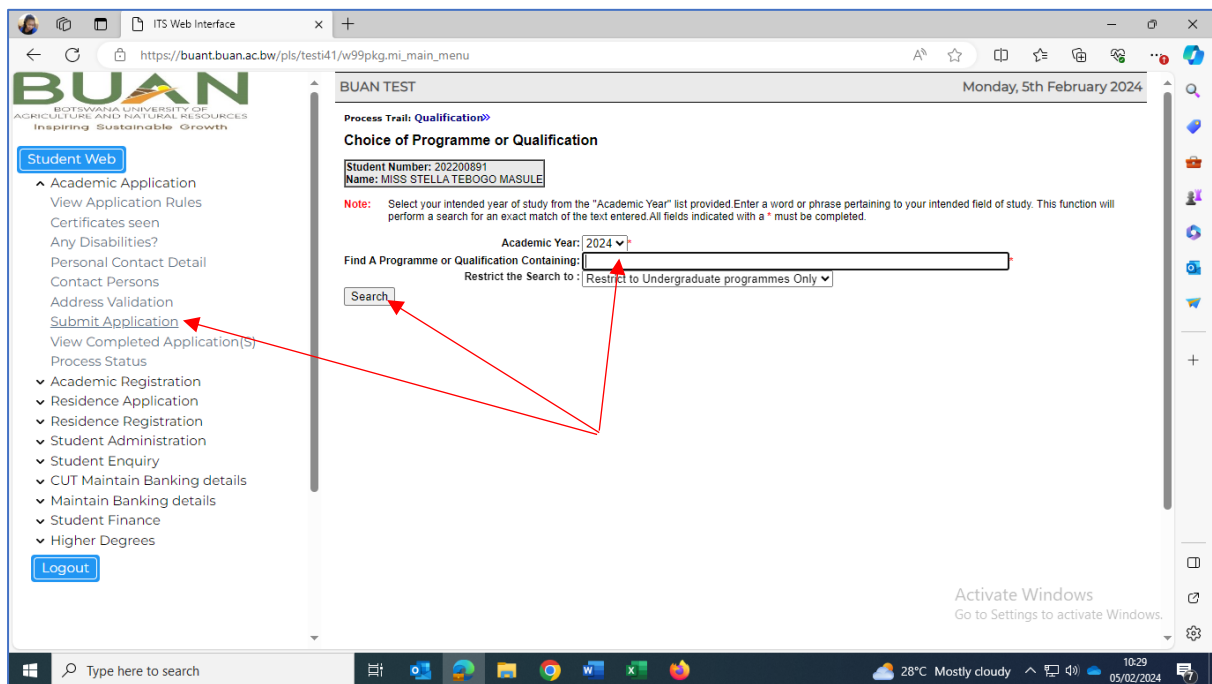 ITS Web Interface
https://buant.buan.ac.bw/pls/testi41/w99pkg.mi_main_menu
BUAN
BOTSWANA UNIVERSITY OF
AGRICULTURE AND NATURAL RESOURCES
Inspiring Sustainable Growth
Student Web
Academic Application
View Application Rules
Certificates seen
Any Disabilities?
Personal Contact Detail
Contact Persons
Address Validation
Submit Application
View Completed Application(S)
Process Status
Academic Registration
Residence Application
Residence Registration
Student Administration
Student Enquiry
CUT Maintain Banking details
Maintain Banking details
Student Finance
Higher Degrees
Logout
BUAN TEST
Monday, 5th February 2024
Process Trail: Qualification»
Choice of Programme or Qualification
Student Number: 202200891
Name: MISS STELLA TEBOGO MASULE
Note: Select your intended year of study from the "Academic Year" list provided.Enter a word or phrase pertaining to your intended field of study. This function will
perform a search for an exact match of the text entered.All fields indicated with a * must be completed.
Academic Year: 2024 *
Find A Programme or Qualification Containing: *
Restrict the Search to : Restrict to Undergraduate programmes Only
Search
Activate Windows
Go to Settings to activate Windows.
Type here to search
28°C Mostly cloudy
10:29
05/02/2024